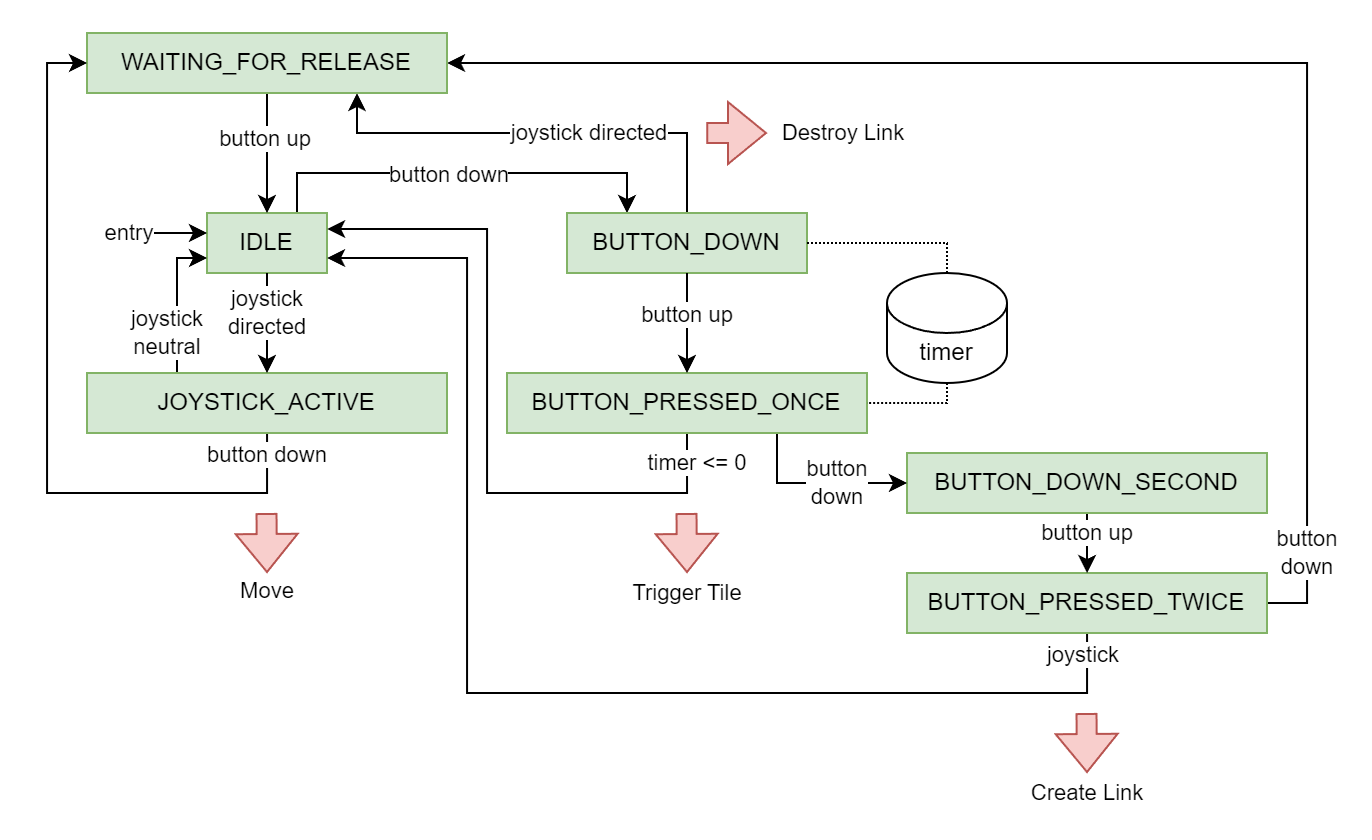 WAITING_FOR_RELEASE
button up
joystick directed
Destroy Link
button down
entry
IDLE
BUTTON_DOWN
joystick
directed
joystick
neutral
button up
timer
JOYSTICK_ACTIVE
BUTTON_PRESSED_ONCE
button down
timer <= 0
button
down
BUTTON_DOWN_SECOND
button up
button
down
Move
Trigger Tile
BUTTON_PRESSED_TWICE
joystick
Create Link